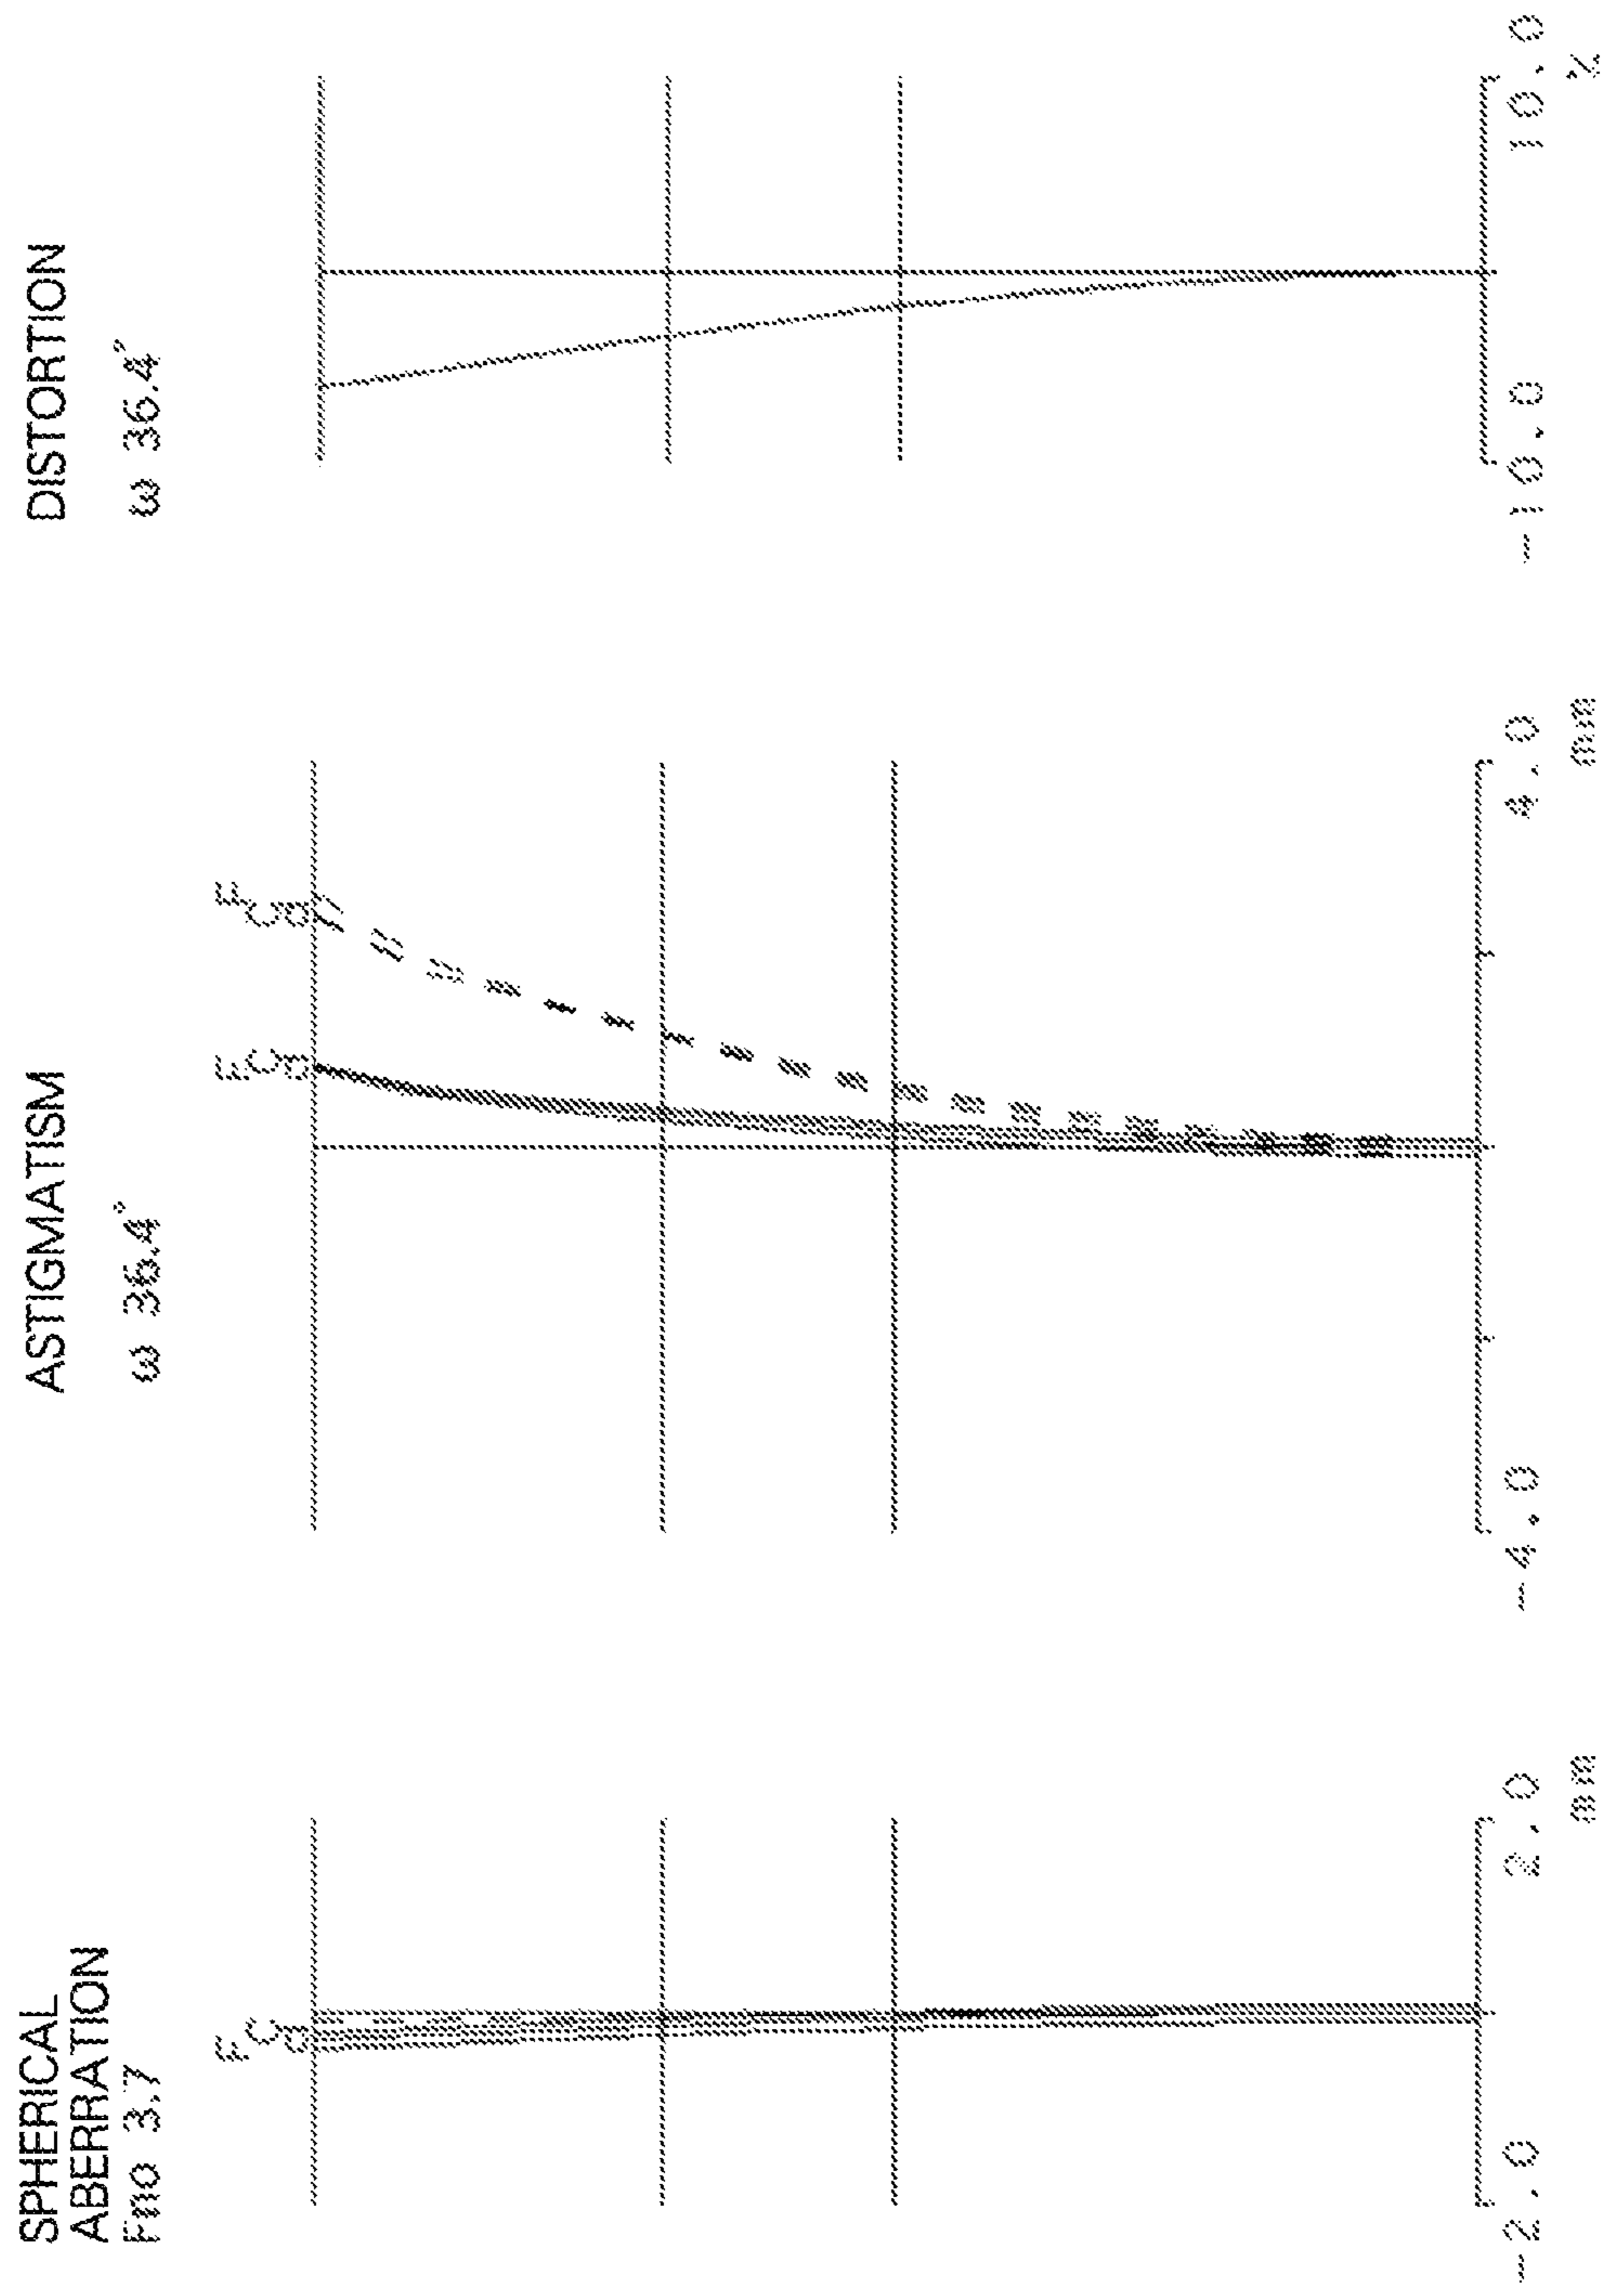 SPHERICAL
ABERRATION
Fno 3.7
F
C
d
-2.0
2.0
mm
ASTIGMATISM
ω 36.4°
F
C
d
F
C
d
-4.0
4.0
mm
DISTORTION
ω 36.4°
-10.0
10.0
%